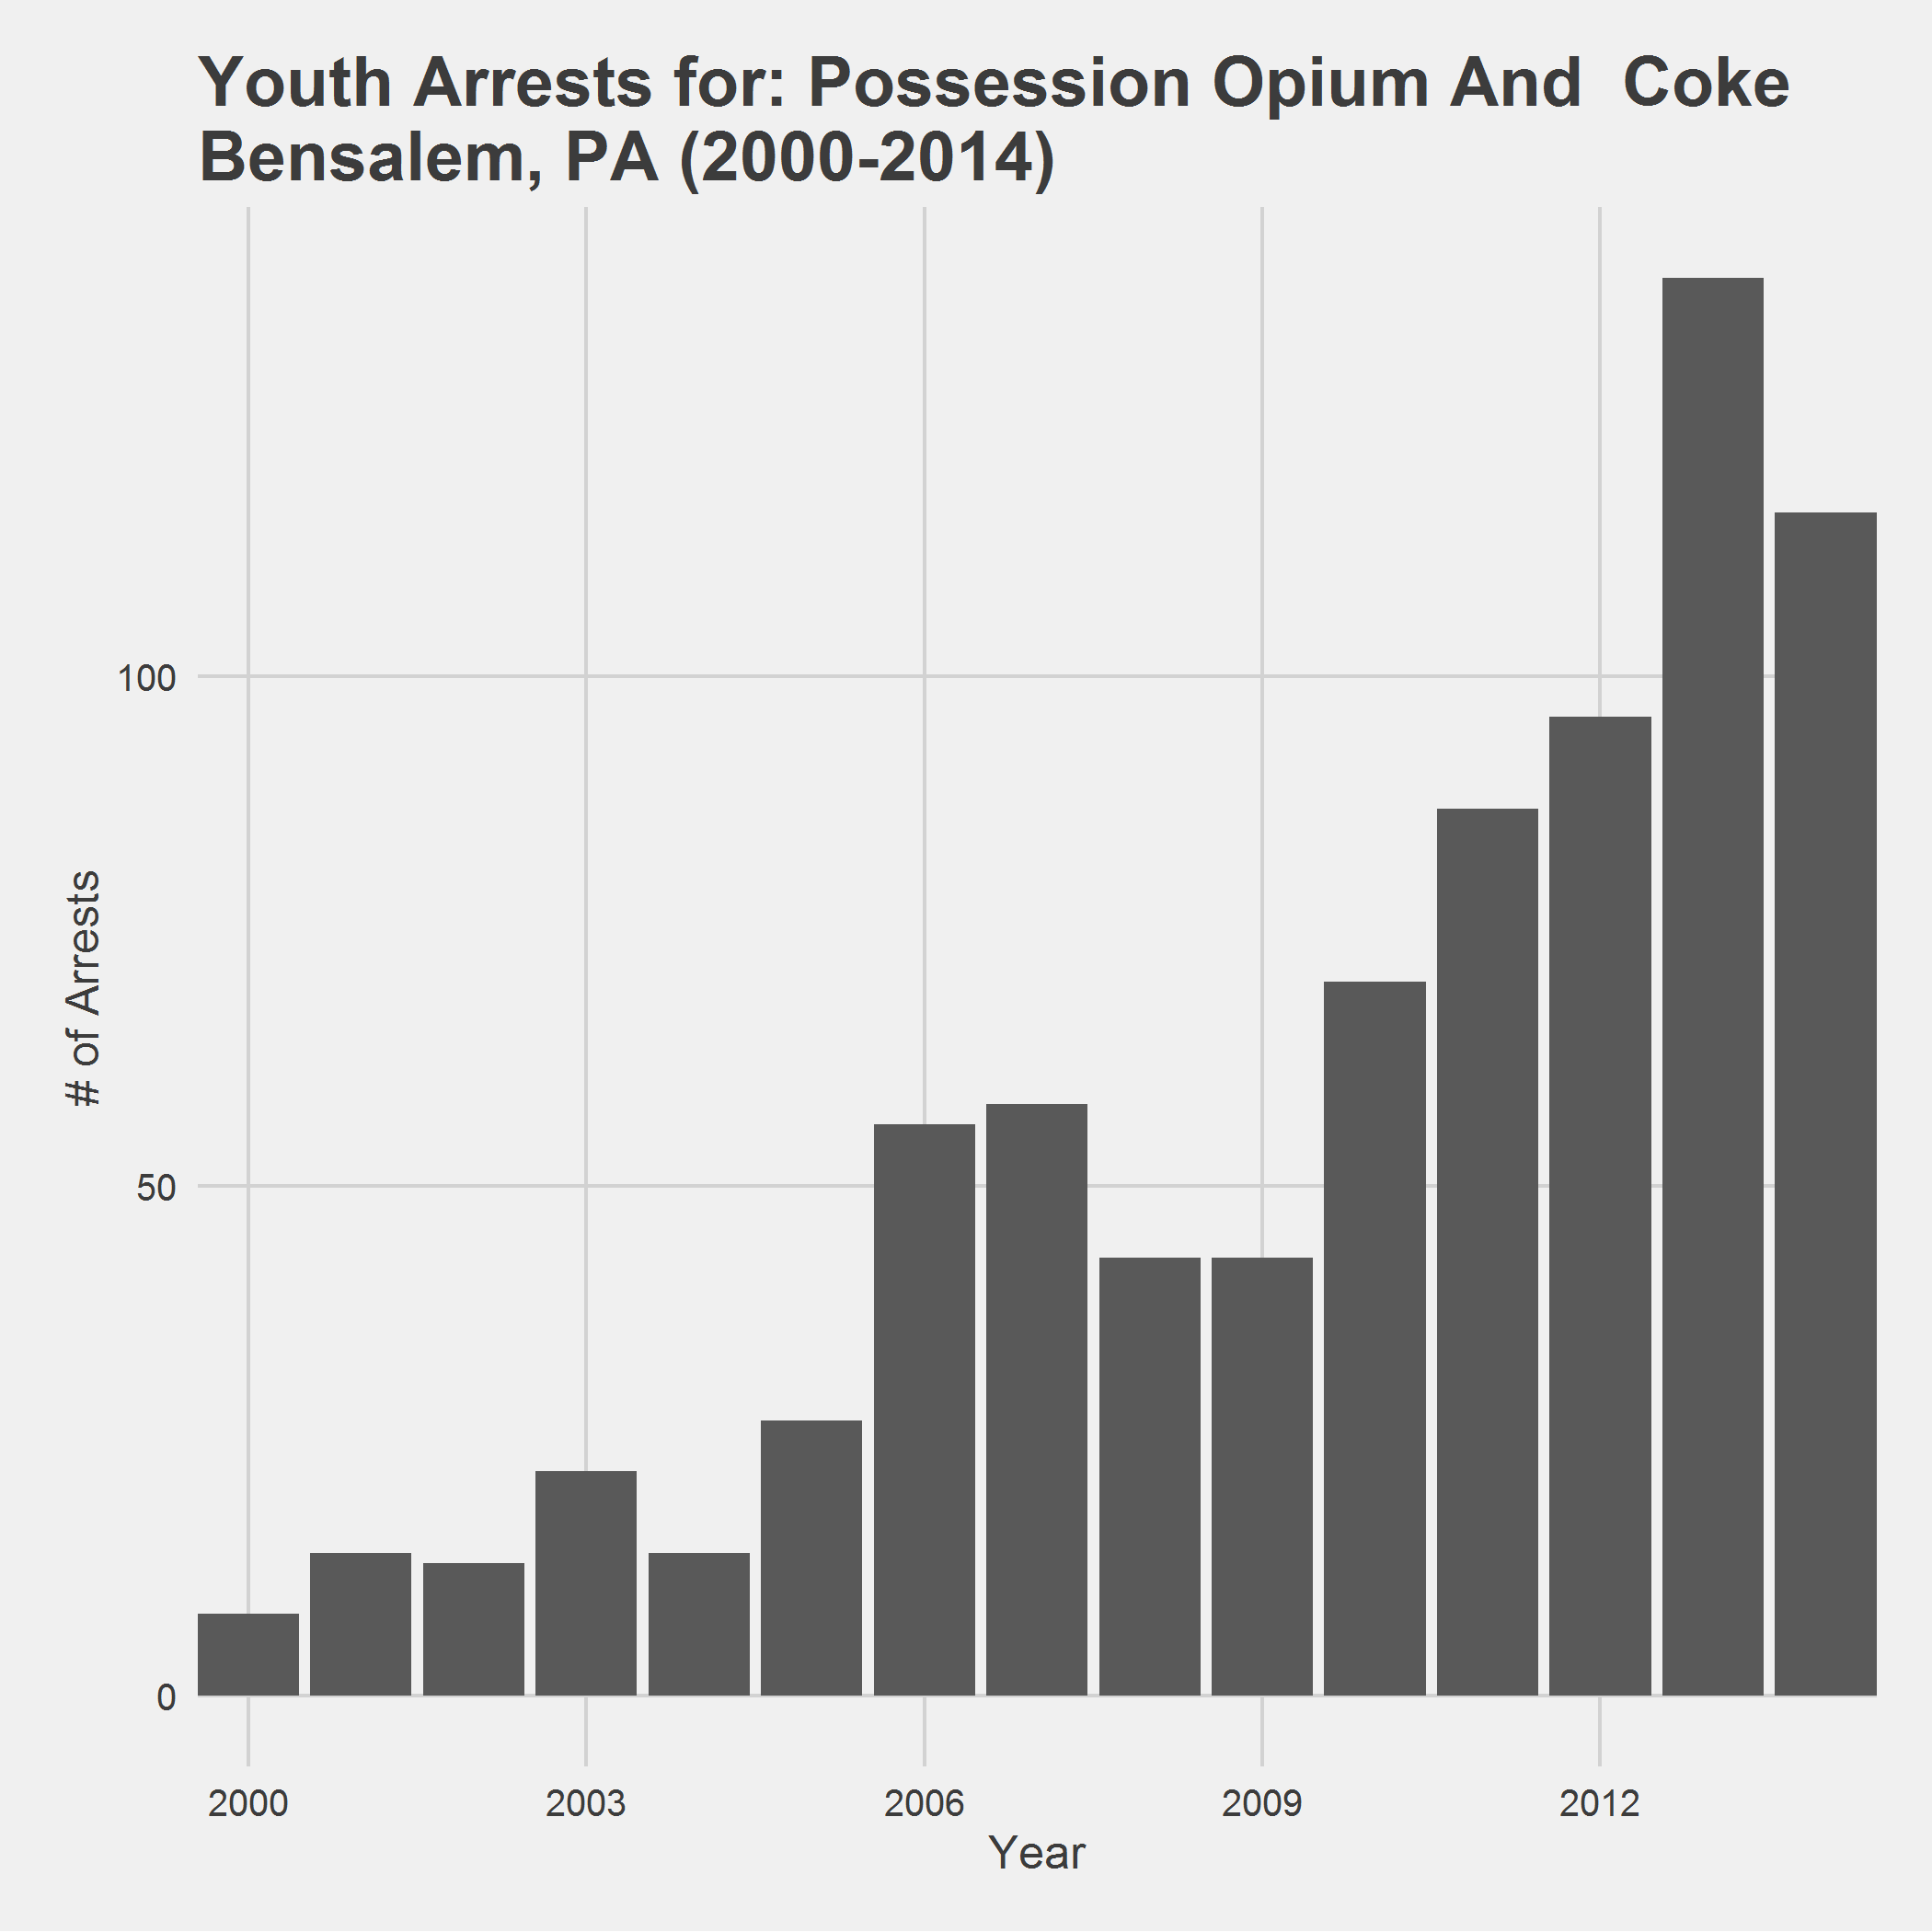 Youth Arrests for: Possession Opium And  Coke
Bensalem, PA (2000-2014)
100
50
0
# of Arrests
2000 2003 2006 2009 2012
Year